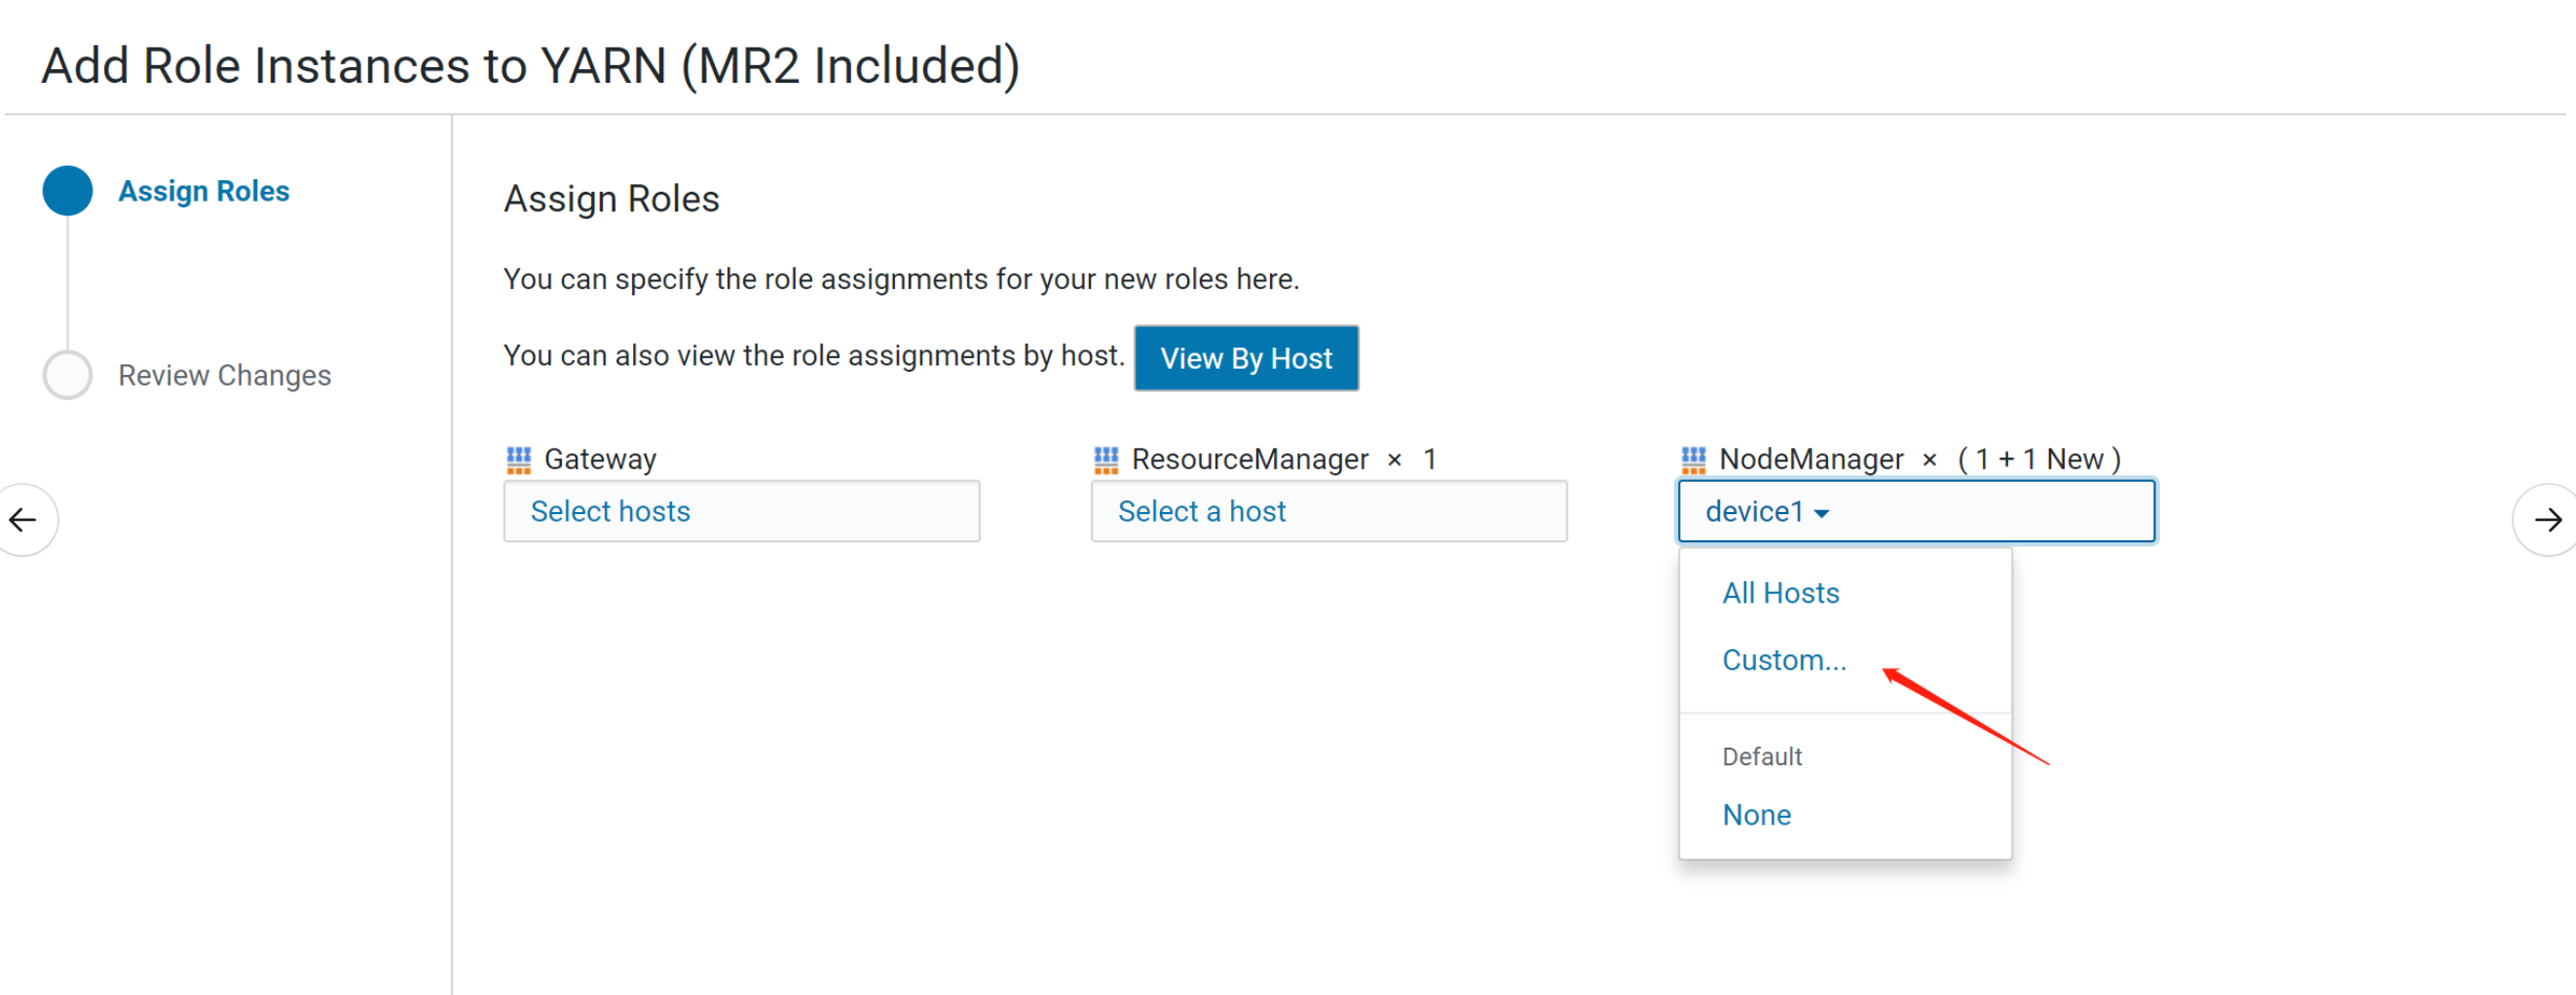 Add Role Instances to YARN (MR2 Included)
Assign Roles
Review Changes
Assign Roles
You can specify the role assignments for your new roles here.
You can also view the role assignments by host. View By Host
Gateway
Select hosts
ResourceManager × 1
Select a host
NodeManager × ( 1 + 1 New )
device1
All Hosts
Custom...
Default
None